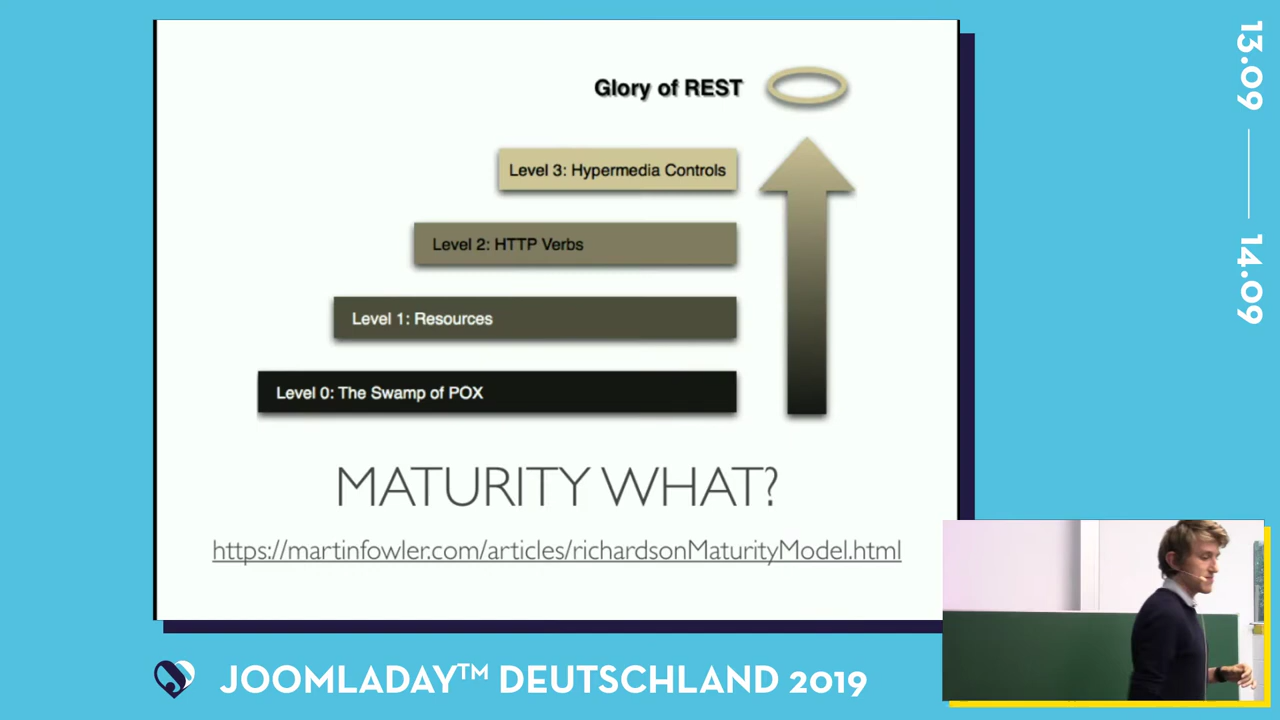 Glory of REST
Level 3: Hypermedia Controls
Level 2: HTTP Verbs
Level 1: Resources
Level 0: The Swamp of POX
MATURITY WHAT?
https://martinfowler.com/articles/richardsonMaturityModel.html
13.09
14.09
JOOMLADAY™ DEUTSCHLAND 2019